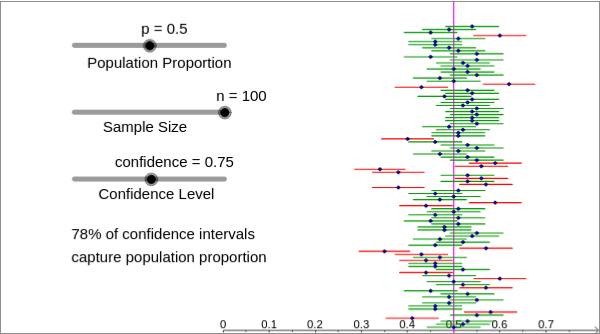 p = 0.5
Population Proportion
n = 100
Sample Size
confidence = 0.75
Confidence Level
78% of confidence intervals
capture population proportion
0 0.1 0.2 0.3 0.4 0.5 0.6 0.7